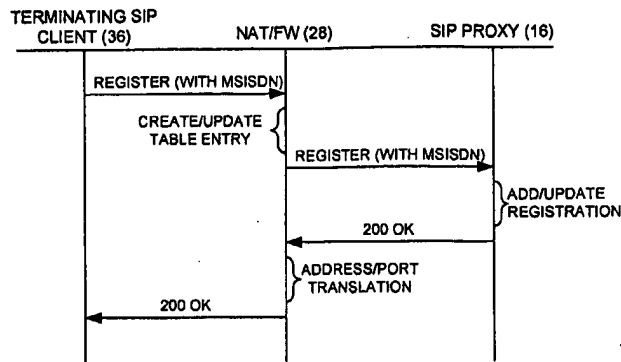 TERMINATING SIP
CLIENT (36)
NAT/FW (28)
SIP PROXY (16)
REGISTER (WITH MSISDN)
CREATE/UPDATE
TABLE ENTRY
REGISTER (WITH MSISDN)
ADD/UPDATE
REGISTRATION
200 OK
ADDRESS/PORT
TRANSLATION
200 OK